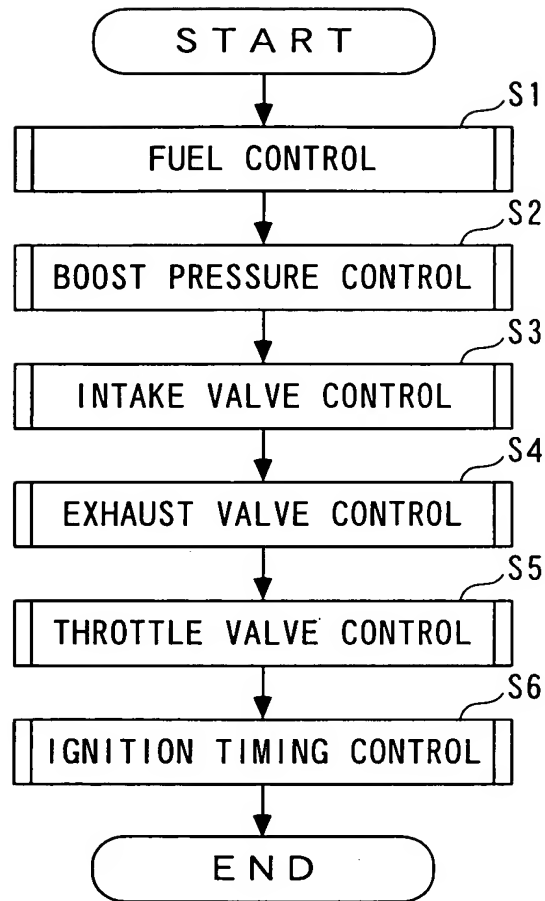 START
S1
FUEL CONTROL
S2
BOOST PRESSURE CONTROL
S3
INTAKE VALVE CONTROL
S4
EXHAUST VALVE CONTROL
S5
THROTTLE VALVE CONTROL
S6
IGNITION TIMING CONTROL
END